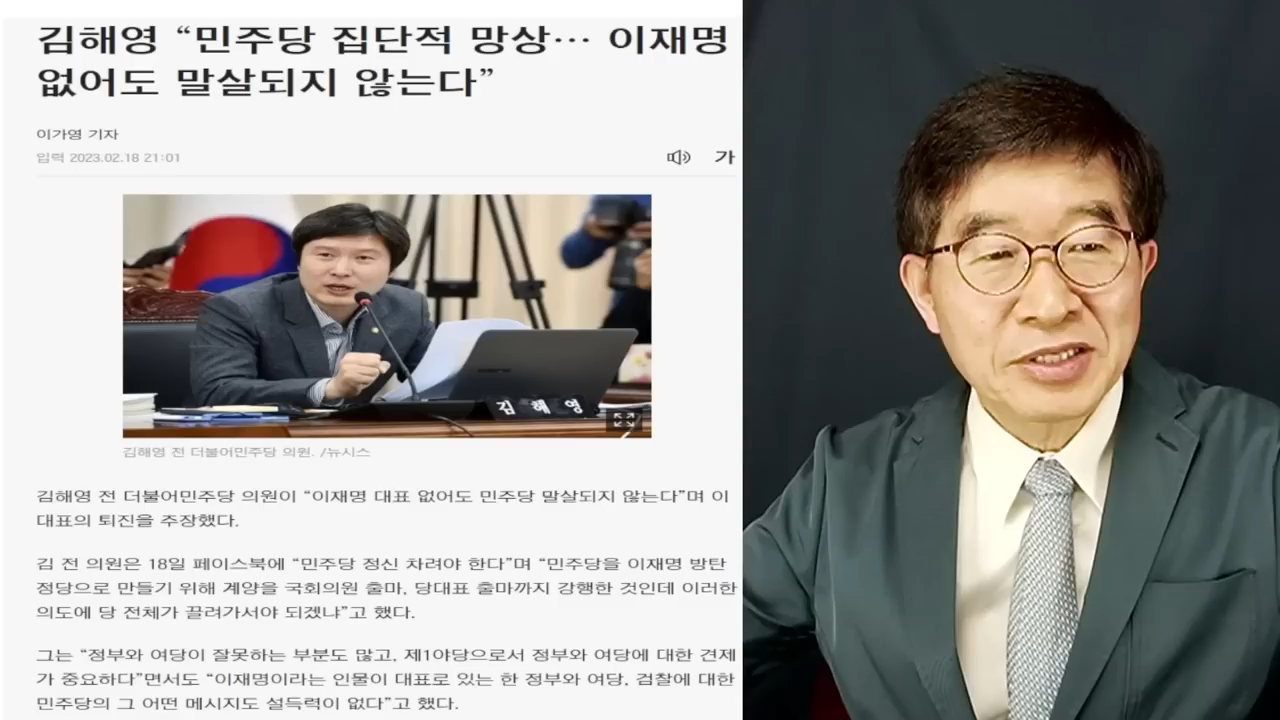 김해영 “민주당 집단적 망상… 이재명
없어도 말살되지 않는다”
이가영 기자
입력 2023.02.18 21:01
가
김해영
김해영 전 더불어민주당 의원. /뉴시스
김해영 전 더불어민주당 의원이 “이재명 대표 없어도 민주당 말살되지 않는다”며 이
대표의 퇴진을 주장했다.
김 전 의원은 18일 페이스북에 “민주당 정신 차려야 한다”며 “민주당을 이재명 방탄
정당으로 만들기 위해 계양을 국회의원 출마, 당대표 출마까지 강행한 것인데 이러한
의도에 당 전체가 끌려가서야 되겠냐”고 했다.
그는 “정부와 여당이 잘못하는 부분도 많고, 제1야당으로서 정부와 여당에 대한 견제
가 중요하다”면서도 “이재명이라는 인물이 대표로 있는 한 정부와 여당, 검찰에 대한
민주당의 그 어떤 메시지도 설득력이 없다”고 했다.